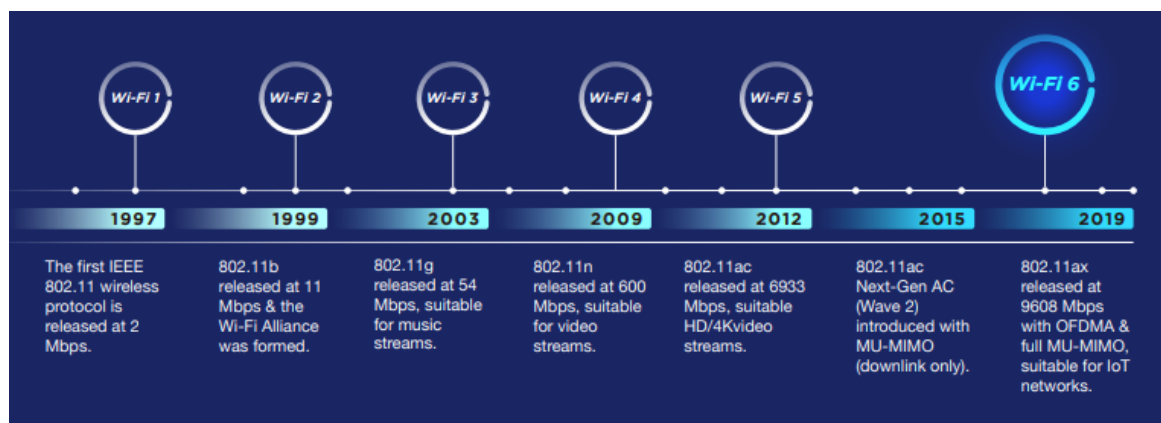 Wi-Fi 1
Wi-Fi 2
Wi-Fi 3
Wi-Fi 4
Wi-Fi 5
Wi-Fi 6
1997
1999
2003
2009
2012
2015
2019
The first IEEE
802.11 wireless
protocol is
released at 2
Mbps.
802.11b
released at 11
Mbps & the
Wi-Fi Alliance
was formed.
802.11g
released at 54
Mbps, suitable
for music
streams.
802.11n
released at 600
Mbps, suitable
for video
streams.
802.11ac
released at 6933
Mbps, suitable
HD/4Kvideo
streams.
802.11ac
Next-Gen AC
(Wave 2)
introduced with
MU-MIMO
(downlink only).
802.11ax
released at
9608 Mbps
with OFDMA &
full MU-MIMO,
suitable for IoT
networks.